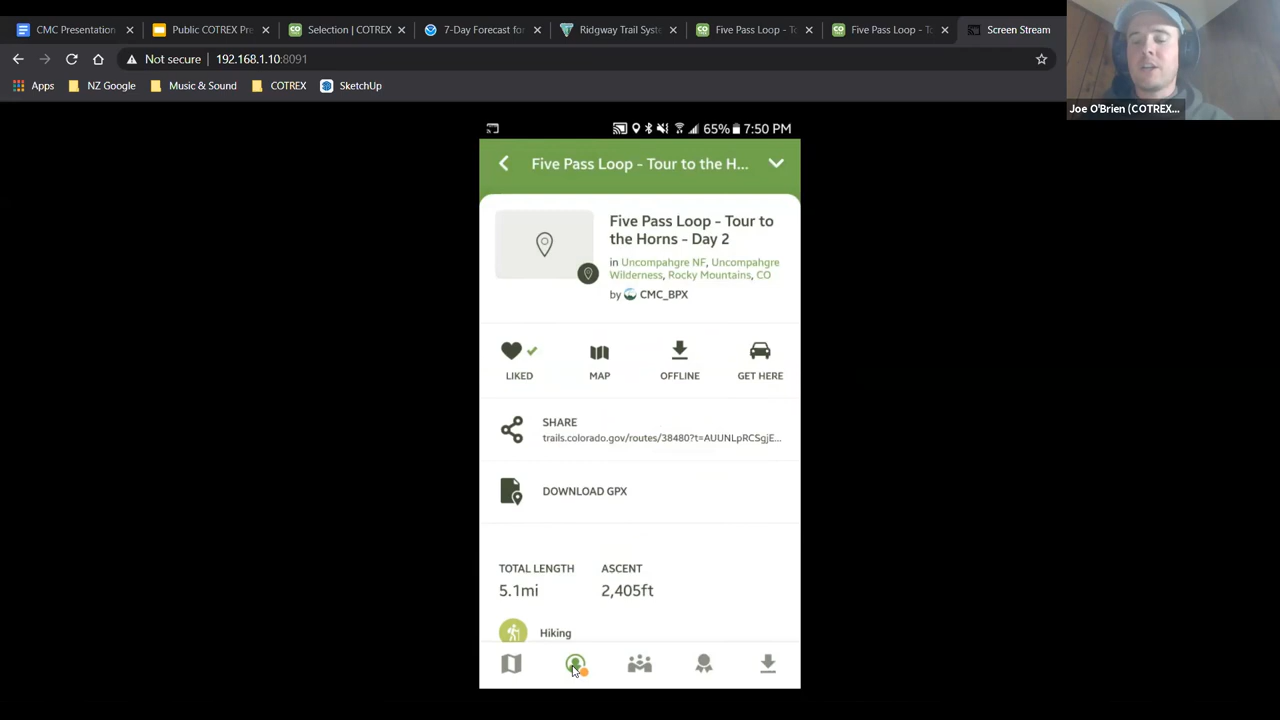 CMC Presentation
Public COTREX Pre
Selection | COTREX
7-Day Forecast for
Ridgway Trail Syste
Five Pass Loop - To
Five Pass Loop - To
Screen Stream
Not secure
192.168.1.10:8091
Apps
NZ Google
Music & Sound
COTREX
SketchUp
Joe O'Brien (COTREX...
65% 7:50 PM
Five Pass Loop - Tour to the H...
Five Pass Loop - Tour to
the Horns - Day 2
in Uncompahgre NF, Uncompahgre
Wilderness, Rocky Mountains, CO
by CMC_BPX
LIKED
MAP
OFFLINE
GET HERE
SHARE
trails.colorado.gov/routes/38480?t=AUUNLpRCSgjE...
DOWNLOAD GPX
TOTAL LENGTH
ASCENT
5.1mi
2,405ft
Hiking